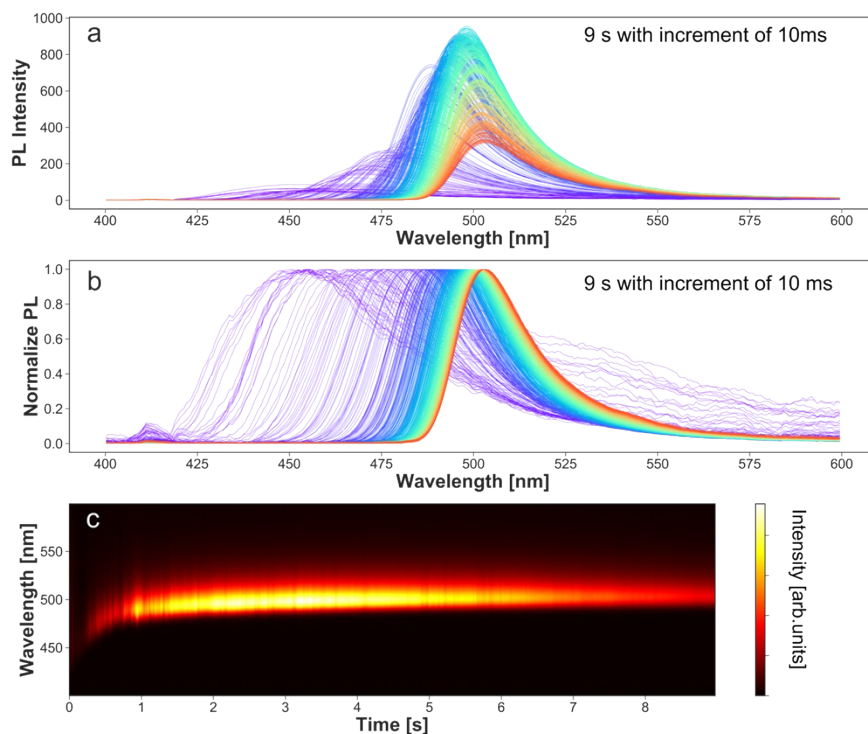 a
9 s with increment of 10ms
1000
800
600
400
200
0
PL Intensity
400 425 450 475 500 525 550 575 600
Wavelength [nm]
b
9 s with increment of 10 ms
1.0
0.8
0.6
0.4
0.2
0.0
Normalize PL
400 425 450 475 500 525 550 575 600
Wavelength [nm]
c
550
500
450
Wavelength [nm]
0 1 2 3 4 5 6 7 8
Time [s]
Intensity [arb.units]